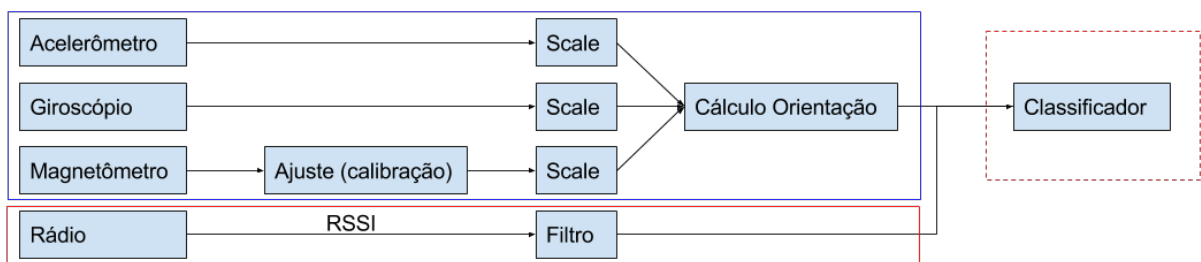 Acelerômetro
Scale
Giroscópio
Scale
Cálculo Orientação
Classificador
Magnetômetro
Ajuste (calibração)
Scale
Rádio
RSSI
Filtro